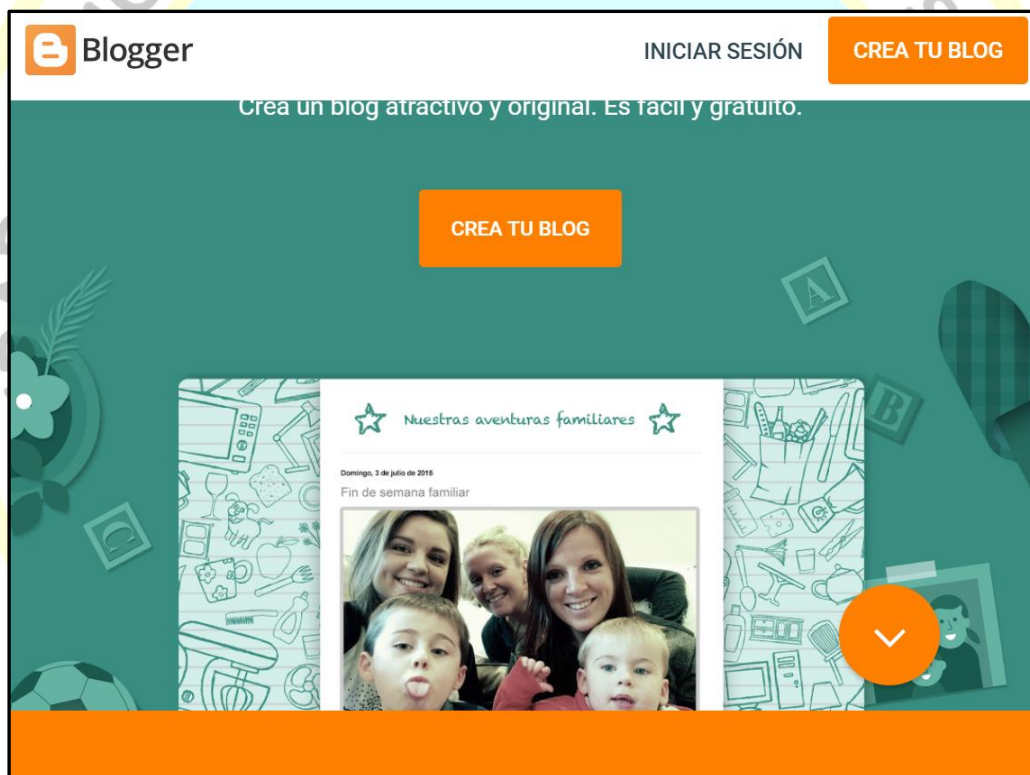 Blogger
INICIAR SESIÓN
CREA TU BLOG
Crea un blog atractivo y original. Es fácil y gratuito.
CREA TU BLOG
A
B
C
Nuestras aventuras familiares
Domingo, 3 de julio de 2016
Fin de semana familiar